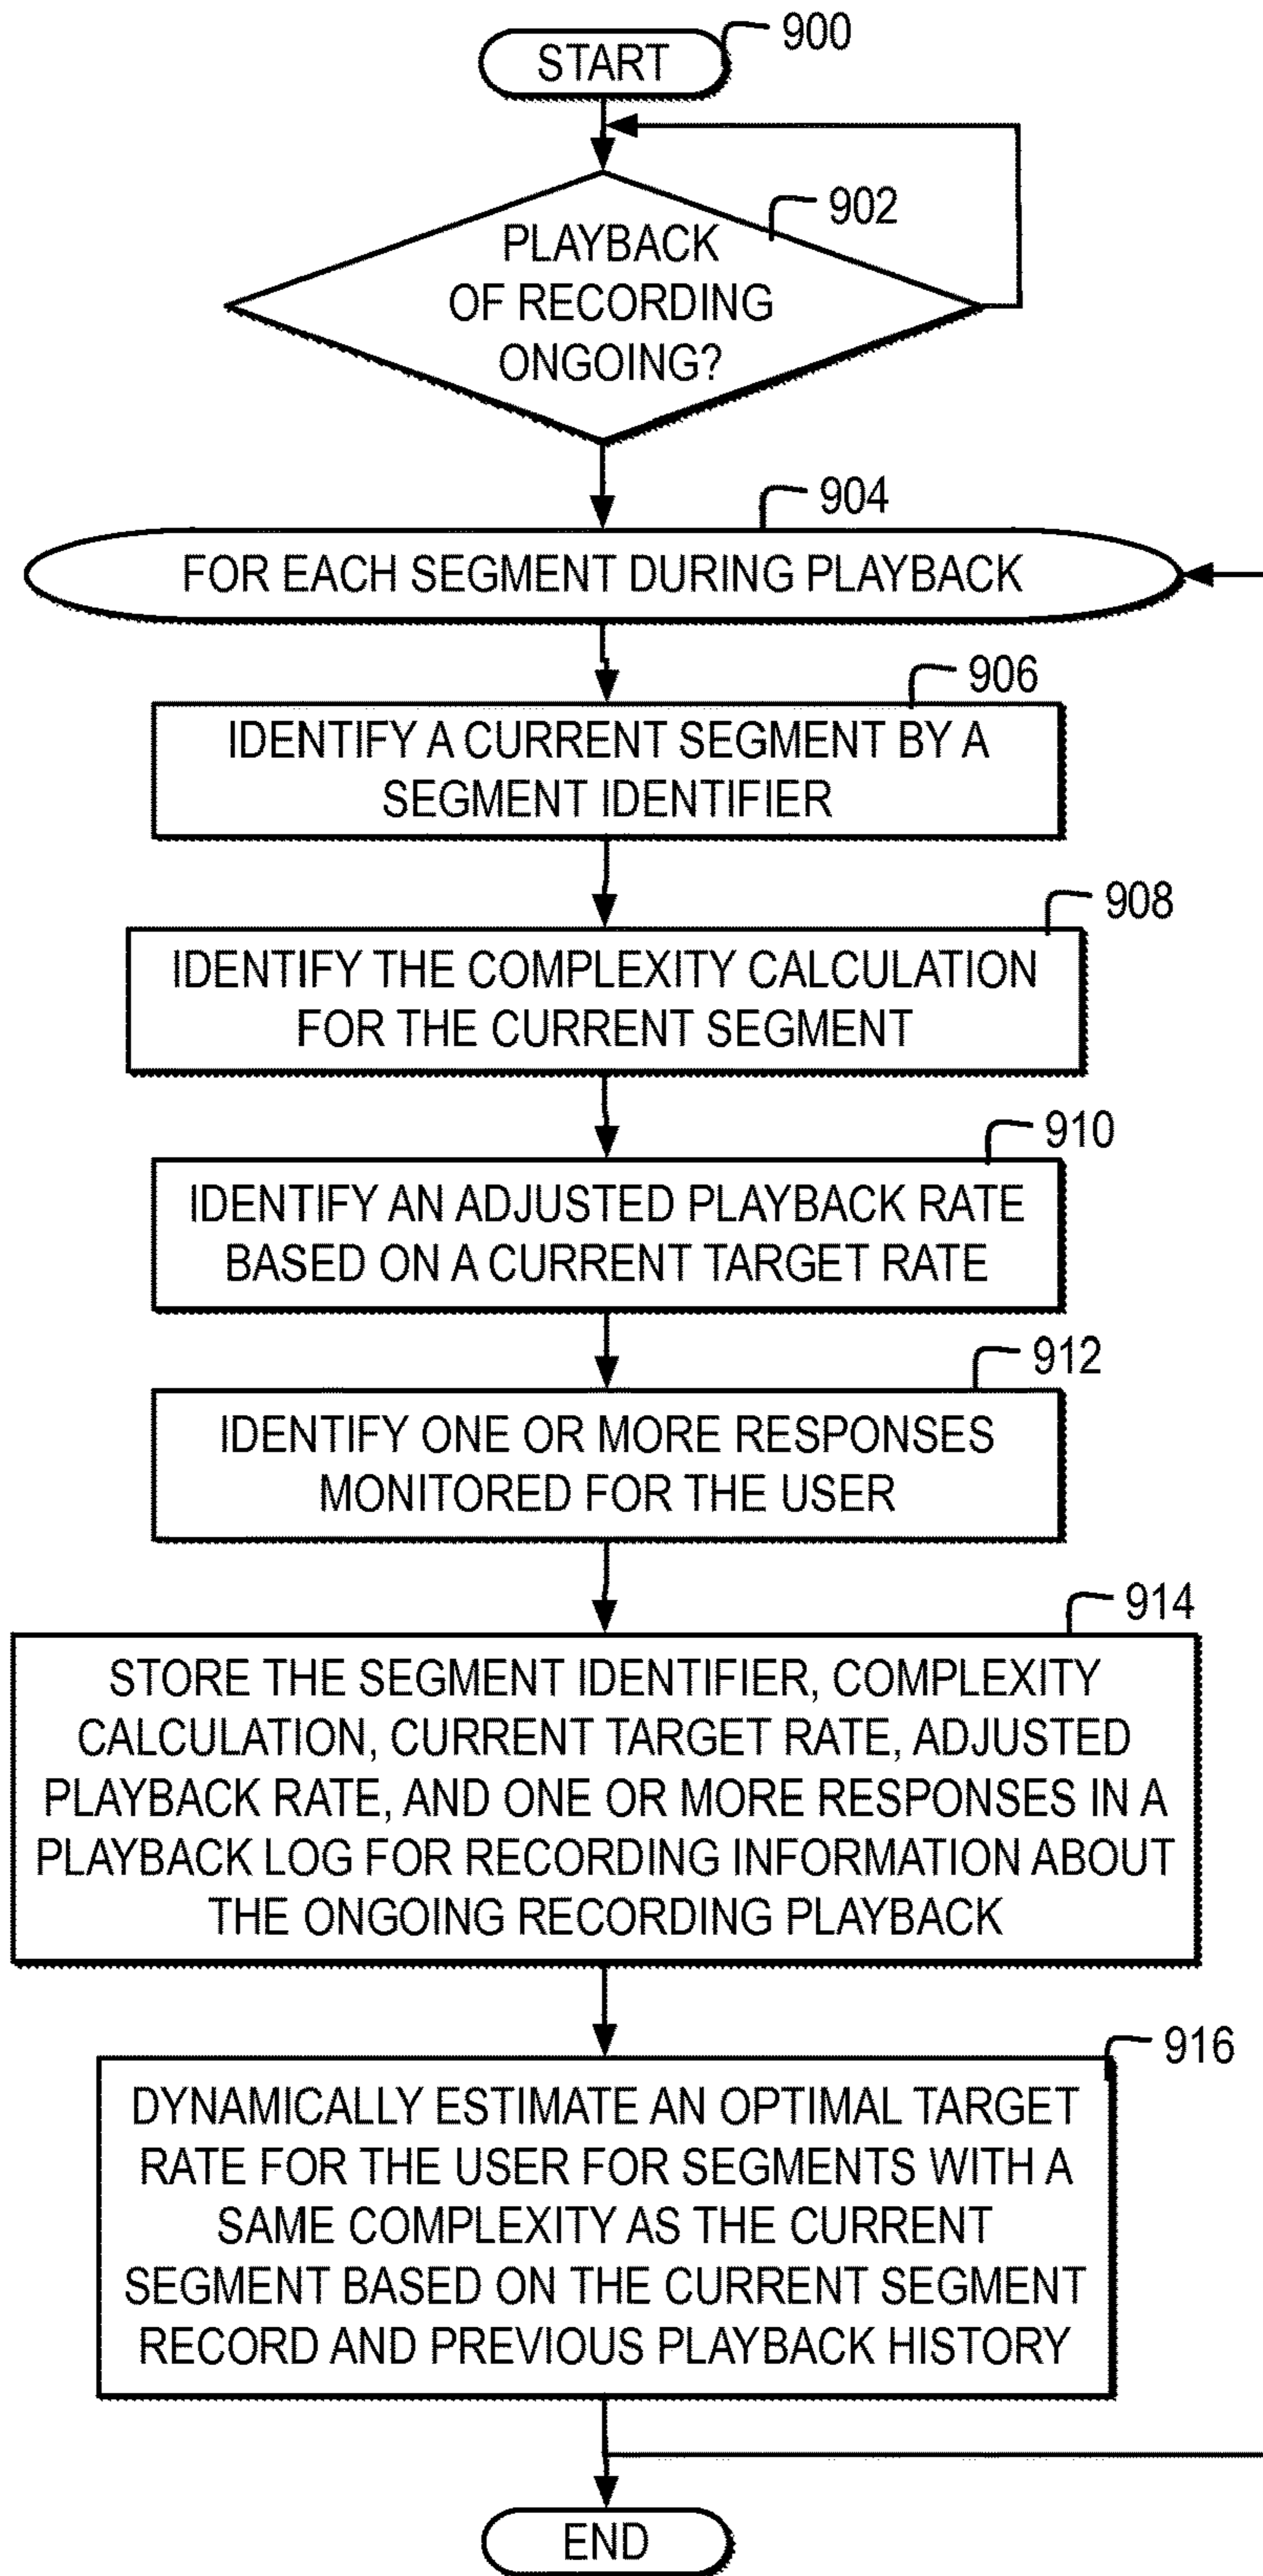 900
START
902
PLAYBACK
OF RECORDING
ONGOING?
904
FOR EACH SEGMENT DURING PLAYBACK
906
IDENTIFY A CURRENT SEGMENT BY A
SEGMENT IDENTIFIER
908
IDENTIFY THE COMPLEXITY CALCULATION
FOR THE CURRENT SEGMENT
910
IDENTIFY AN ADJUSTED PLAYBACK RATE
BASED ON A CURRENT TARGET RATE
912
IDENTIFY ONE OR MORE RESPONSES
MONITORED FOR THE USER
914
STORE THE SEGMENT IDENTIFIER, COMPLEXITY
CALCULATION, CURRENT TARGET RATE, ADJUSTED
PLAYBACK RATE, AND ONE OR MORE RESPONSES IN A
PLAYBACK LOG FOR RECORDING INFORMATION ABOUT
THE ONGOING RECORDING PLAYBACK
916
DYNAMICALLY ESTIMATE AN OPTIMAL TARGET
RATE FOR THE USER FOR SEGMENTS WITH A
SAME COMPLEXITY AS THE CURRENT
SEGMENT BASED ON THE CURRENT SEGMENT
RECORD AND PREVIOUS PLAYBACK HISTORY
END